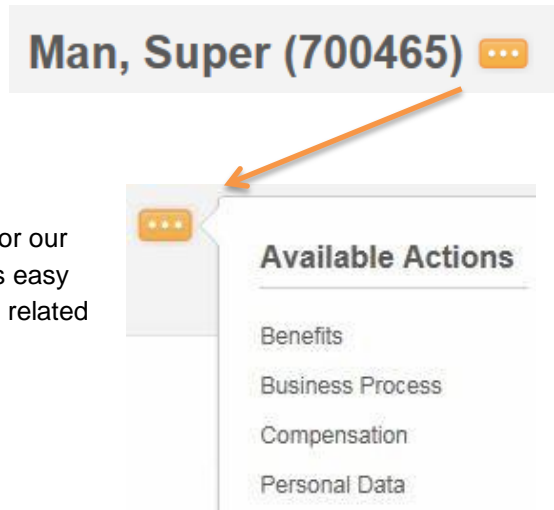 Man, Super (700465)
or our
s easy
related
Available Actions
Benefits
Business Process
Compensation
Personal Data